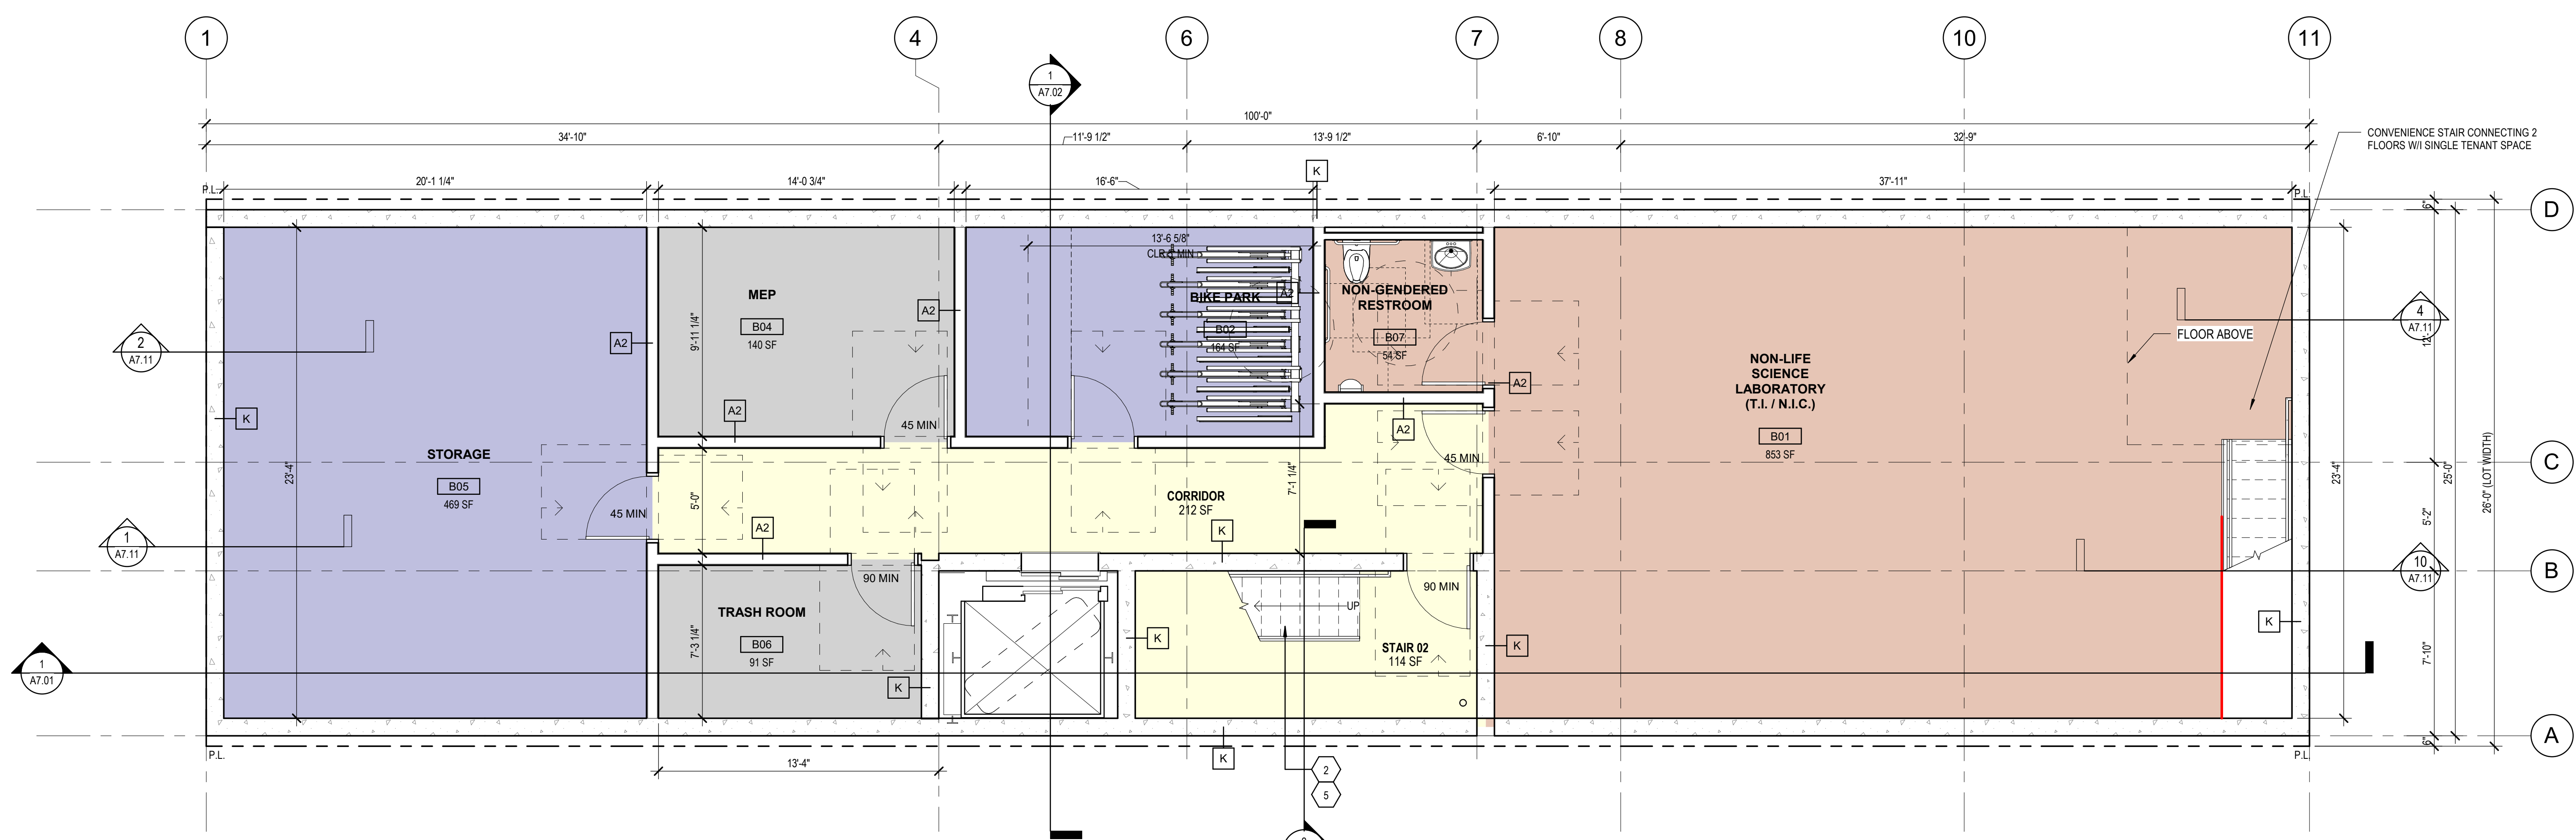 1
4
6
7
8
10
11
1
A7.02
100'-0"
34'-10"
11'-9 1/2"
13'-9 1/2"
6'-10"
32'-9"
CONVENIENCE STAIR CONNECTING 2
FLOORS W/I SINGLE TENANT SPACE
K
P.L.
20'-1 1/4"
14'-0 3/4"
16'-6"
37'-11"
P.L.
6"
D
13'-6 5/8"
CLR. MIN
MEP
B04
140 SF
9'-11 1/4"
A2
A2
BIKE PARK
B02
164 SF
A2
NON-GENDERED
RESTROOM
B07
54 SF
FLOOR ABOVE
4
A7.11
2
A7.11
NON-LIFE
SCIENCE
LABORATORY
(T.I. / N.I.C.)
B01
853 SF
A2
K
A2
45 MIN
A2
45 MIN
STORAGE
B05
469 SF
23'-4"
C
CORRIDOR
212 SF
7'-1 1/4"
5'-0"
45 MIN
A2
K
1
A7.11
23'-4"
25'-0"
26'-0" (LOT WIDTH)
5'-2"
10
A7.11
B
90 MIN
90 MIN
TRASH ROOM
B06
91 SF
7'-3 1/4"
UP
K
STAIR 02
114 SF
K
K
K
7'-10"
1
A7.01
6"
A
P.L.
K
P.L.
13'-4"
2
5